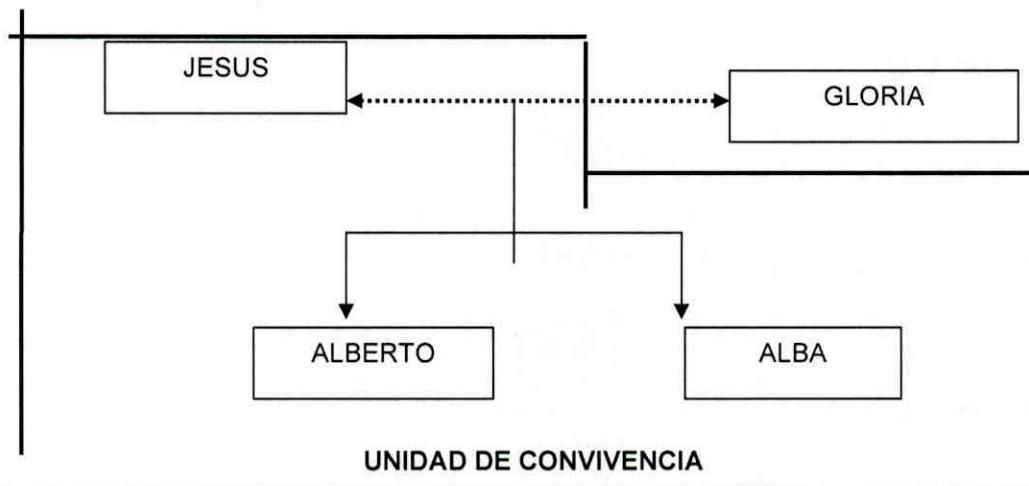 JESUS
GLORIA
ALBERTO
ALBA
UNIDAD DE CONVIVENCIA